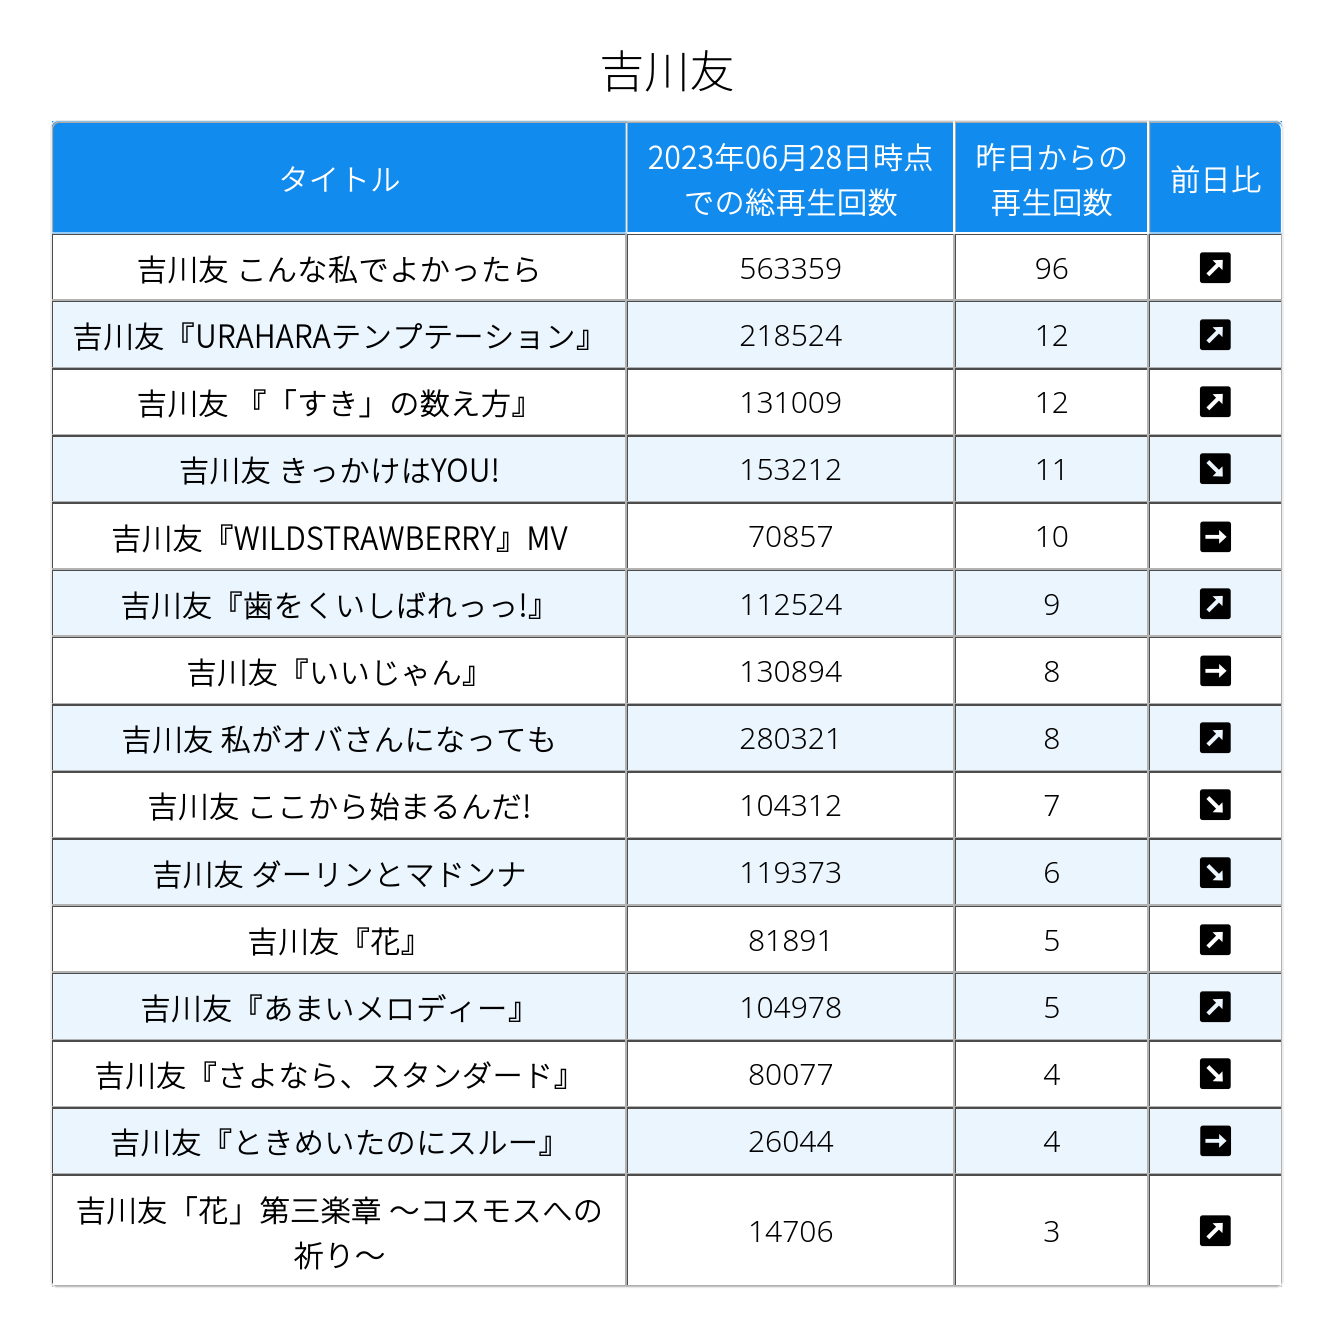 吉川友
タイトル
2023年06月28日時点
での総再生回数
昨日からの
再生回数
前日比
吉川友 こんな私でよかったら 563359 96
吉川友『URAHARAテンプテーション』 218524 12
吉川友 『「すき」の数え方』 131009 12
吉川友 きっかけはYOU! 153212 11
吉川友『WILDSTRAWBERRY』MV 70857 10
吉川友『歯をくいしばれっっ!』 112524 9
吉川友『いいじゃん』 130894 8
吉川友 私がオバさんになっても 280321 8
吉川友 ここから始まるんだ! 104312 7
吉川友 ダーリンとマドンナ 119373 6
吉川友『花』 81891 5
吉川友『あまいメロディー』 104978 5
吉川友『さよなら、スタンダード』 80077 4
吉川友『ときめいたのにスルー』 26044 4
吉川友「花」第三楽章 ～コスモスへの
祈り～ 14706 3